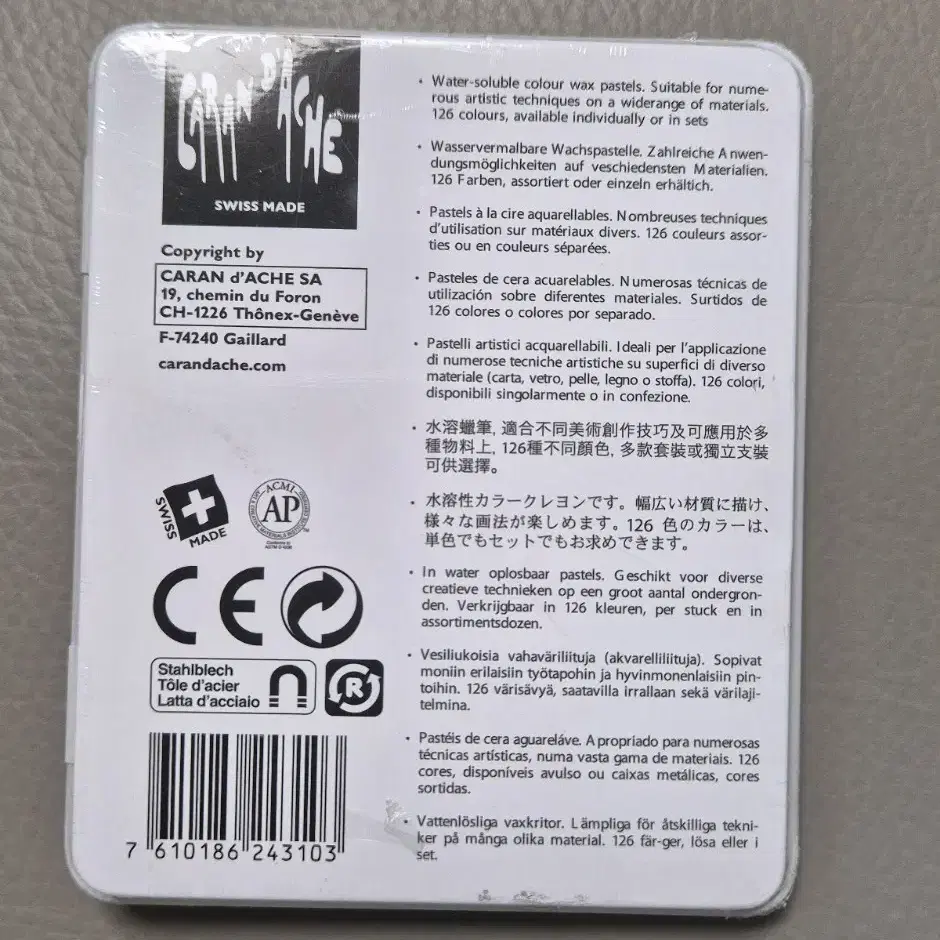 CARAN D'ACHE
SWISS MADE
Copyright by
CARAN d'ACHE SA
19, chemin du Foron
CH-1226 Thônex-Genève
F-74240 Gaillard
carandache.com
SWISS
MADE
ACMI
AP
CE
Stahlblech
Tôle d'acier
Latta d'acciaio
R
7 610186 243103
• Water-soluble colour wax pastels. Suitable for nume-
rous artistic techniques on a widerange of materials.
126 colours, available individually or in sets
• Wasservermalbare Wachspastelle. Zahlreiche Anwen-
dungsmöglichkeiten auf veschiedensten Materialien.
126 Farben, assortiert oder einzeln erhältich.
• Pastels à la cire aquarellables. Nombreuses techniques
d'utilisation sur matériaux divers. 126 couleurs assor-
ties ou en couleurs séparées.
• Pasteles de cera acuarelables. Numerosas técnicas de
utilización sobre diferentes materiales. Surtidos de
126 colores o colores por separado.
• Pastelli artistici acquarellabili. Ideali per l'applicazione
di numerose tecniche artistiche su superfici di diverso
materiale (carta, vetro, pelle, legno o stoffa). 126 colori,
disponibili singolarmente o in confezione.
• 水溶蠟筆, 適合不同美術創作技巧及可應用於多
種物料上, 126種不同顏色, 多款套裝或獨立支裝
可供選擇。
• 水溶性カラークレヨンです。幅広い材質に描け、
様々な画法が楽しめます。126 色のカラーは、
単色でもセットでもお求めできます。
• In water oplosbaar pastels. Geschikt voor diverse
creatieve technieken op een groot aantal ondergron-
den. Verkrijgbaar in 126 kleuren, per stuck en in
assortimentsdozen.
• Vesiliukoisia vahaväriliituja (akvarelliliituja). Sopivat
moniin erilaisiin työtapohin ja hyvinmonenlaisiin pin-
toihin. 126 värisävyä, saatavilla irrallaan sekä värilaji-
telmina.
• Pastéis de cera aguareláve. Apropriado para numerosas
técnicas artísticas, numa vasta gama de materiais. 126
cores, disponíveis avulso ou caixas metálicas, cores
sortidas.
• Vattenlösliga vaxkritor. Lämpliga för åtskilliga tekni-
ker på många olika material. 126 fär-ger, lösa eller i
set.